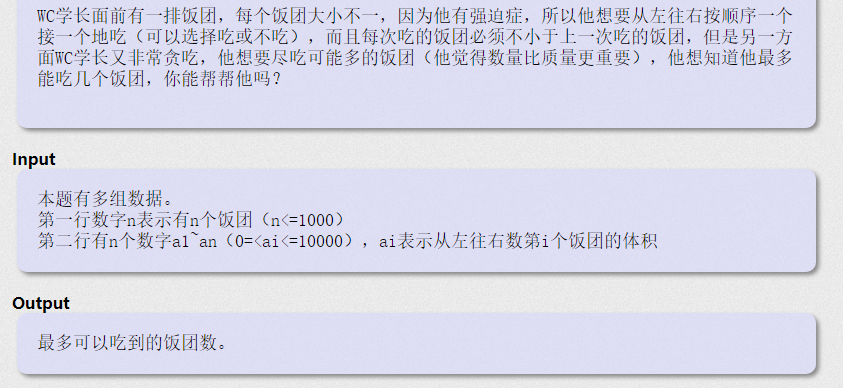 WC学长面前有一排饭团，每个饭团大小不一，因为他有强迫症，所以他想要从左往右按顺序一个
接一个地吃（可以选择吃或不吃），而且每次吃的饭团必须不小于上一次吃的饭团，但是另一方
面WC学长又非常贪吃，他想要尽吃可能多的饭团（他觉得数量比质量更重要），他想知道他最多
能吃几个饭团，你能帮帮他吗？
Input
本题有多组数据。
第一行数字n表示有n个饭团（n<=1000）
第二行有n个数字a1~an（0=<ai<=10000），ai表示从左往右数第i个饭团的体积
Output
最多可以吃到的饭团数。